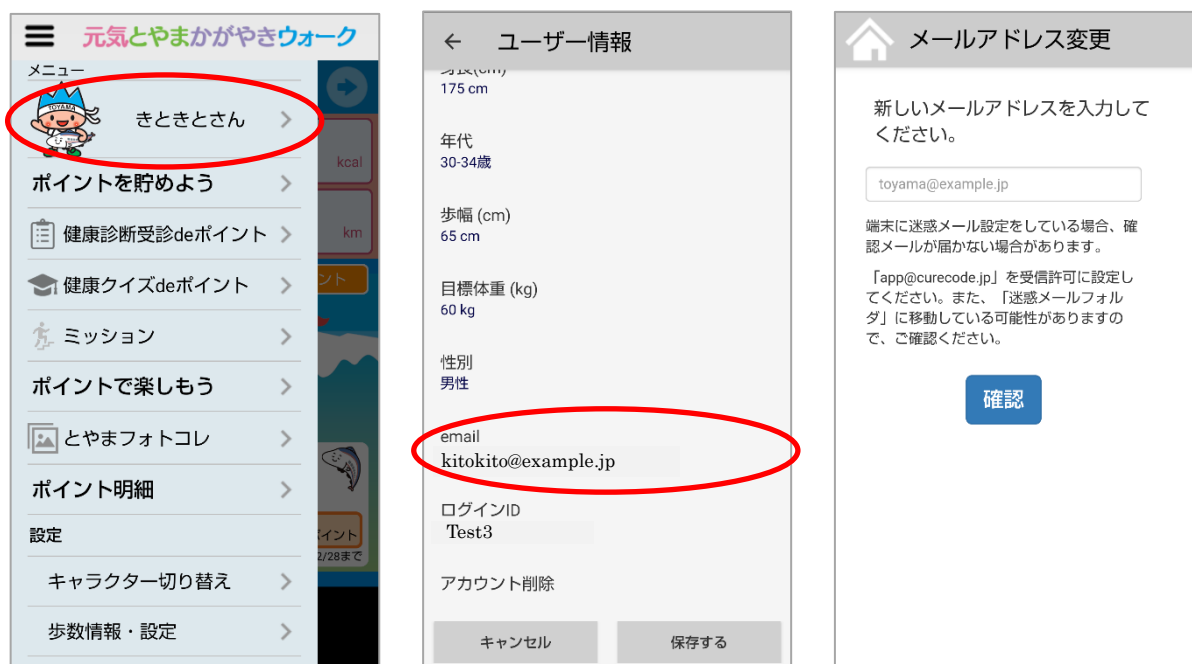 元気とやまかがやきウォーク
メニュー
TOYAMA
きときとさん
ポイントを貯めよう
健康診断受診deポイント
健康クイズdeポイント
ミッション
ポイントで楽しもう
とやまフォトコレ
ポイント明細
設定
キャラクター切り替え
歩数情報・設定
kcal
km
ント
イント
2/28まで
ユーザー情報
身長(cm)
175 cm
年代
30-34歳
歩幅 (cm)
65 cm
目標体重 (kg)
60 kg
性別
男性
email
kitokito@example.jp
ログインID
Test3
アカウント削除
キャンセル
保存する
メールアドレス変更
新しいメールアドレスを入力して
ください。
toyama@example.jp
端末に迷惑メール設定をしている場合、確
認メールが届かない場合があります。
「app@curecode.jp」を受信許可に設定し
てください。また、「迷惑メールフォル
ダ」に移動している可能性がありますの
で、ご確認ください。
確認